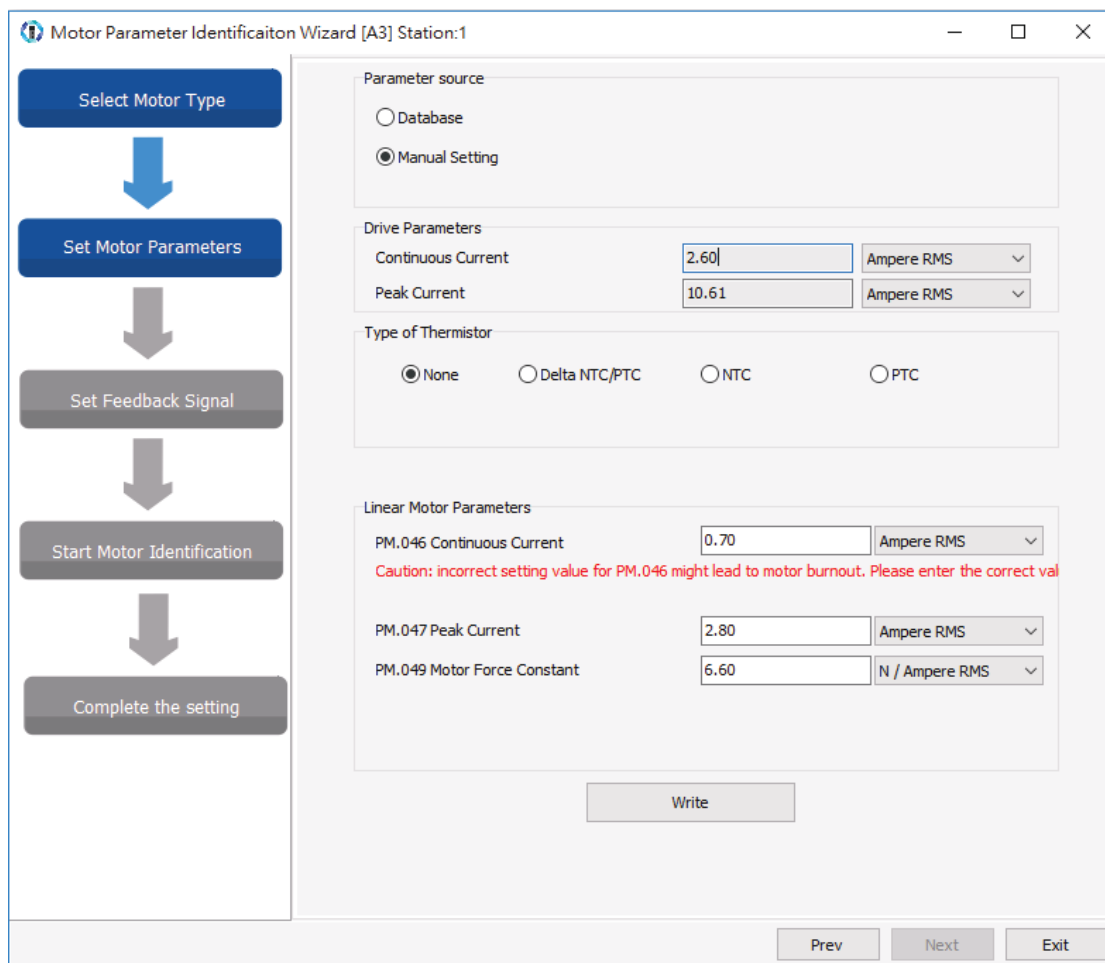 Motor Parameter Identificaiton Wizard [A3] Station:1
Select Motor Type
Set Motor Parameters
Set Feedback Signal
Start Motor Identification
Complete the setting
Parameter source
Database
Manual Setting
Drive Parameters
Continuous Current 2.60 Ampere RMS
Peak Current 10.61 Ampere RMS
Type of Thermistor
None Delta NTC/PTC NTC PTC
Linear Motor Parameters
PM.046 Continuous Current 0.70 Ampere RMS
Caution: incorrect setting value for PM.046 might lead to motor burnout. Please enter the correct val
PM.047 Peak Current 2.80 Ampere RMS
PM.049 Motor Force Constant 6.60 N / Ampere RMS
Write
Prev Next Exit